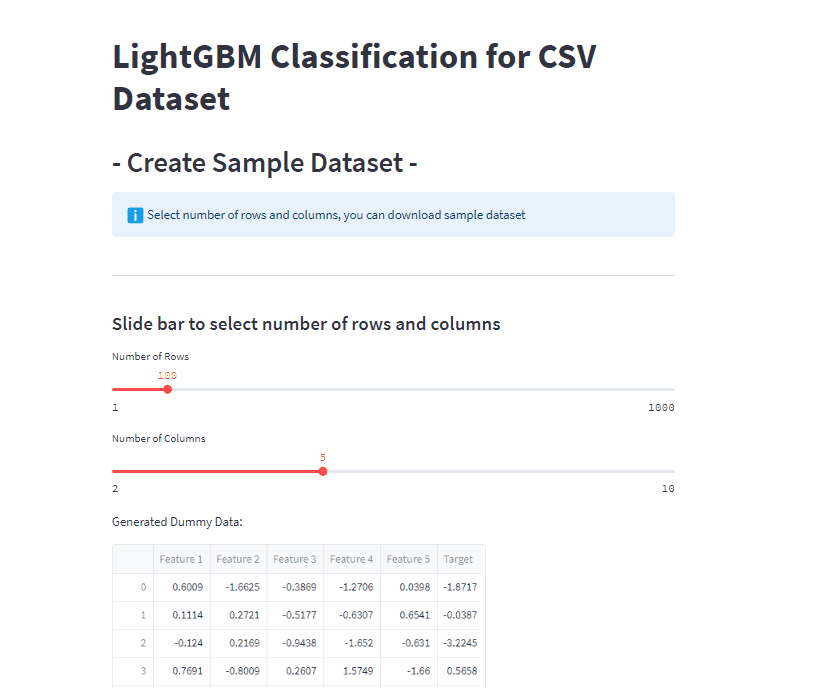 LightGBM Classification for CSV
Dataset
- Create Sample Dataset -
i Select number of rows and columns, you can download sample dataset
Slide bar to select number of rows and columns
Number of Rows
100
1 1000
Number of Columns
5
2 10
Generated Dummy Data:
Feature 1 Feature 2 Feature 3 Feature 4 Feature 5 Target
0 0.6009 -1.6625 -0.3869 -1.2706 0.0398 -1.8717
1 0.1114 0.2721 -0.5177 -0.6307 0.6541 -0.0387
2 -0.124 0.2169 -0.9438 -1.652 -0.631 -3.2245
3 0.7691 -0.8009 0.2607 1.5749 -1.66 0.5658